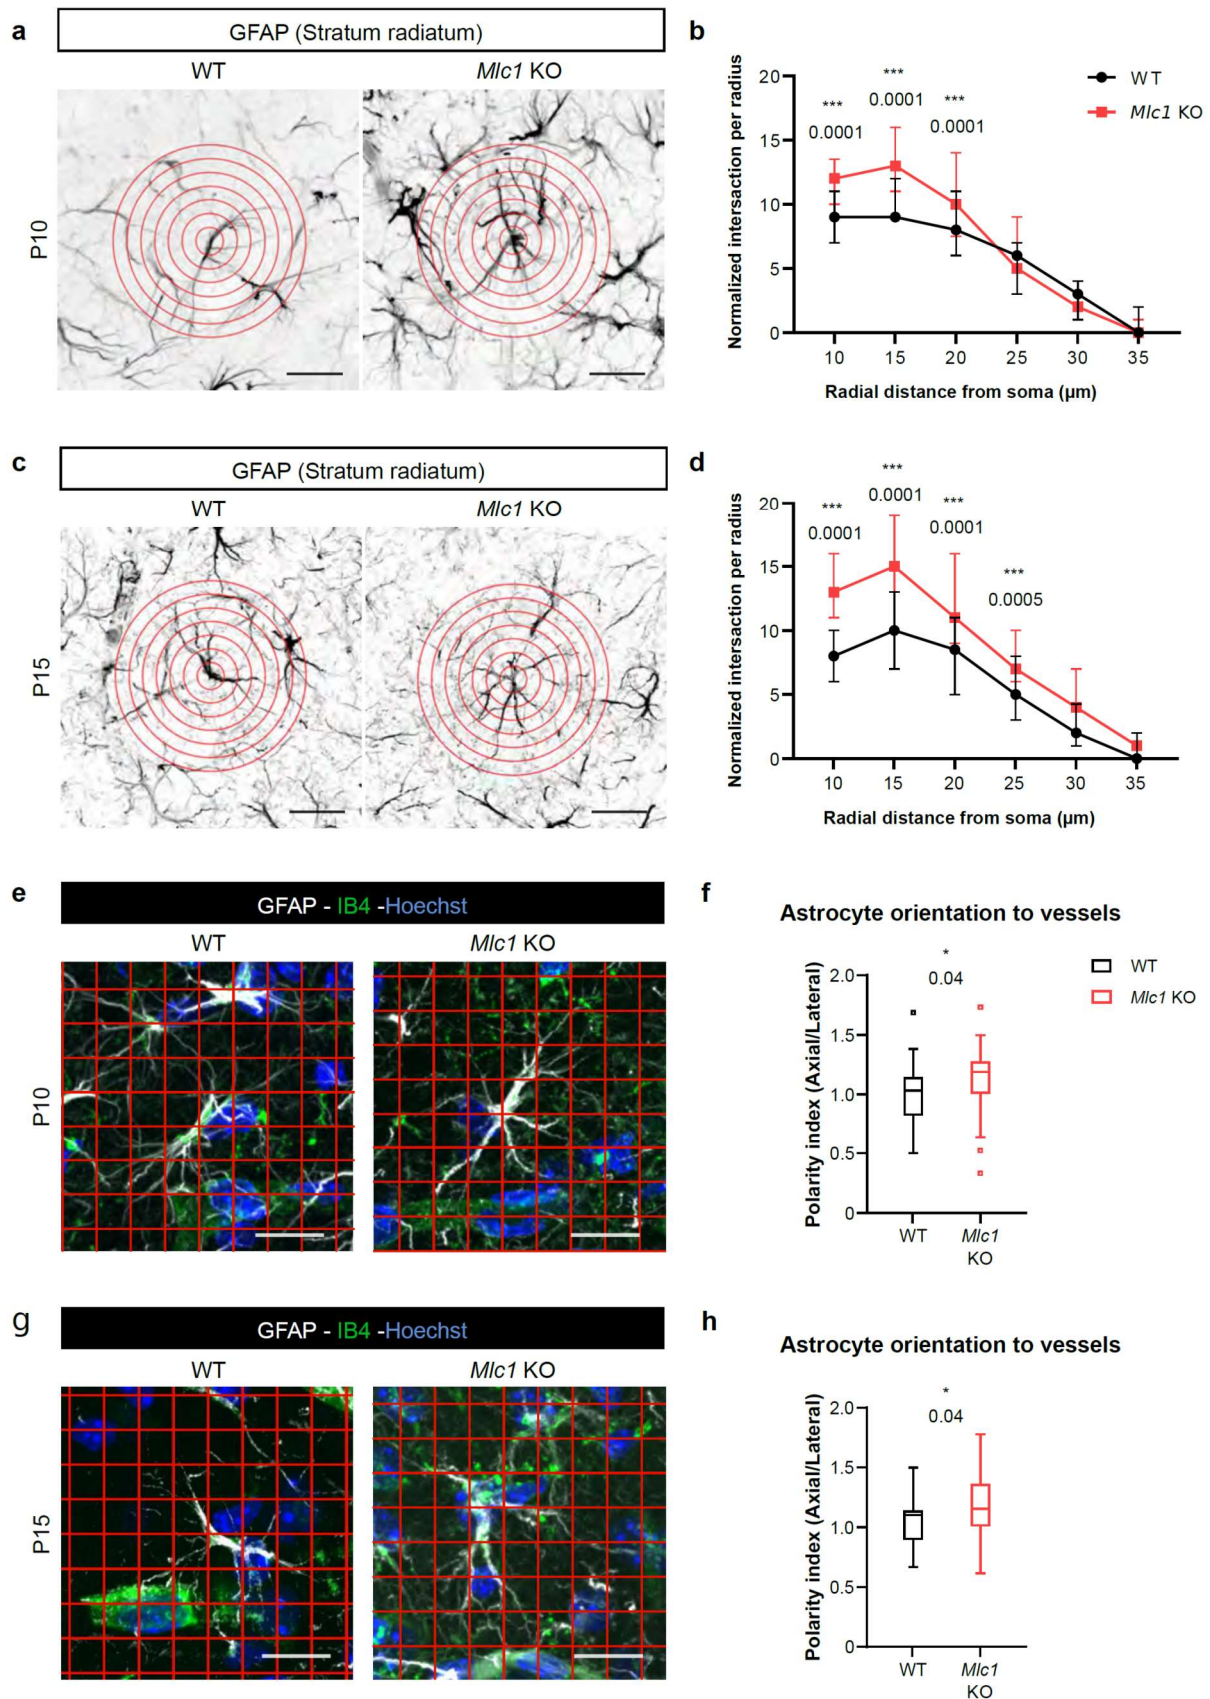 a
GFAP (Stratum radiatum)
WT
Mlc1 KO
P10
b
Normalized intersaction per radius
20
15
10
5
0
***
0.0001
***
0.0001
***
0.0001
WT
Mlc1 KO
10 15 20 25 30 35
Radial distance from soma (µm)
c
GFAP (Stratum radiatum)
WT
Mlc1 KO
P15
d
Normalized intersaction per radius
20
15
10
5
0
***
0.0001
***
0.0001
***
0.0001
***
0.0005
10 15 20 25 30 35
Radial distance from soma (µm)
e
GFAP - IB4 -Hoechst
WT
Mlc1 KO
P10
f
Astrocyte orientation to vessels
*
0.04
WT
Mlc1 KO
Polarity index (Axial/Lateral)
2.0
1.5
1.0
0.5
0
WT
Mlc1
KO
g
GFAP - IB4 -Hoechst
WT
Mlc1 KO
P15
h
Astrocyte orientation to vessels
*
0.04
Polarity index (Axial/Lateral)
2.0
1.5
1.0
0.5
0
WT
Mlc1
KO